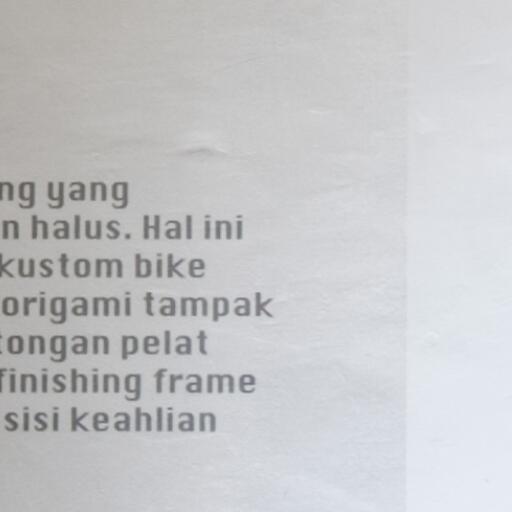 ng yang
n halus. Hal ini
kustom bike
origami tampak
tongan pelat
finishing frame
sisi keahlian